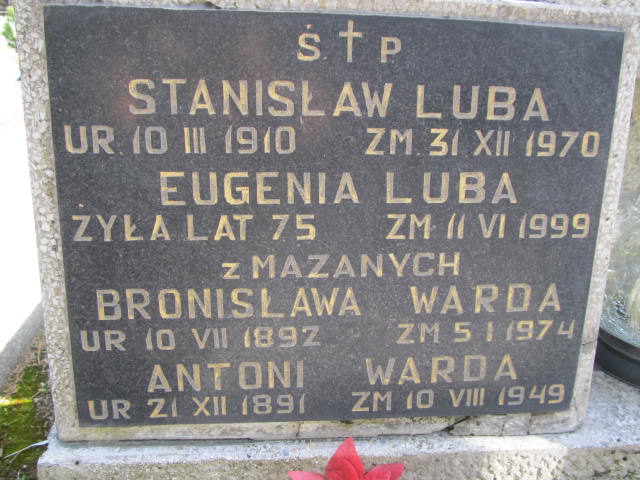 Ś † P
STANISŁAW LUBA
UR 10 III 1910 ZM 31 XII 1970
EUGENIA LUBA
ZYŁA LAT 75 ZM 11 VI 1999
z MAZANYCH
BRONISŁAWA WARDA
UR 10 VII 1892 ZM 5 I 1974
ANTONI WARDA
UR 21 XII 1891 ZM 10 VIII 1949